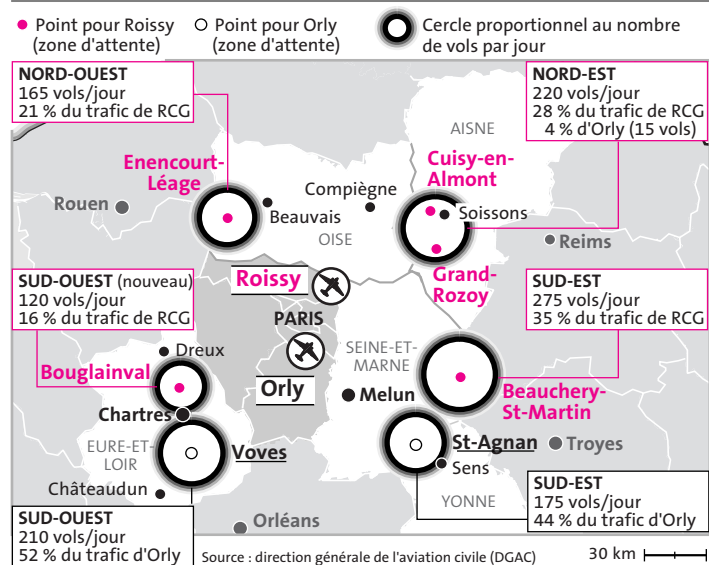 Point pour Roissy
(zone d'attente)
Point pour Orly
(zone d'attente)
Cercle proportionnel au nombre
de vols par jour
NORD-OUEST
165 vols/jour
21 % du trafic de RCG
NORD-EST
220 vols/jour
28 % du trafic de RCG
4 % d'Orly (15 vols)
AISNE
Enencourt-
Léage
Cuisy-en-
Almont
Compiègne
Rouen
Beauvais
Soissons
OISE
Reims
Grand-
Rozoy
Roissy
SUD-OUEST (nouveau)
120 vols/jour
16 % du trafic de RCG
SUD-EST
275 vols/jour
35 % du trafic de RCG
PARIS
Dreux
SEINE-ET-
MARNE
Bouglainval
Orly
Melun
Beauchery-
St-Martin
Chartres
EURE-ET-
LOIR
Voves
St-Agnan
Troyes
Sens
Châteaudun
YONNE
SUD-EST
175 vols/jour
44 % du trafic d'Orly
SUD-OUEST
210 vols/jour
52 % du trafic d'Orly
Orléans
Source : direction générale de l'aviation civile (DGAC)
30 km